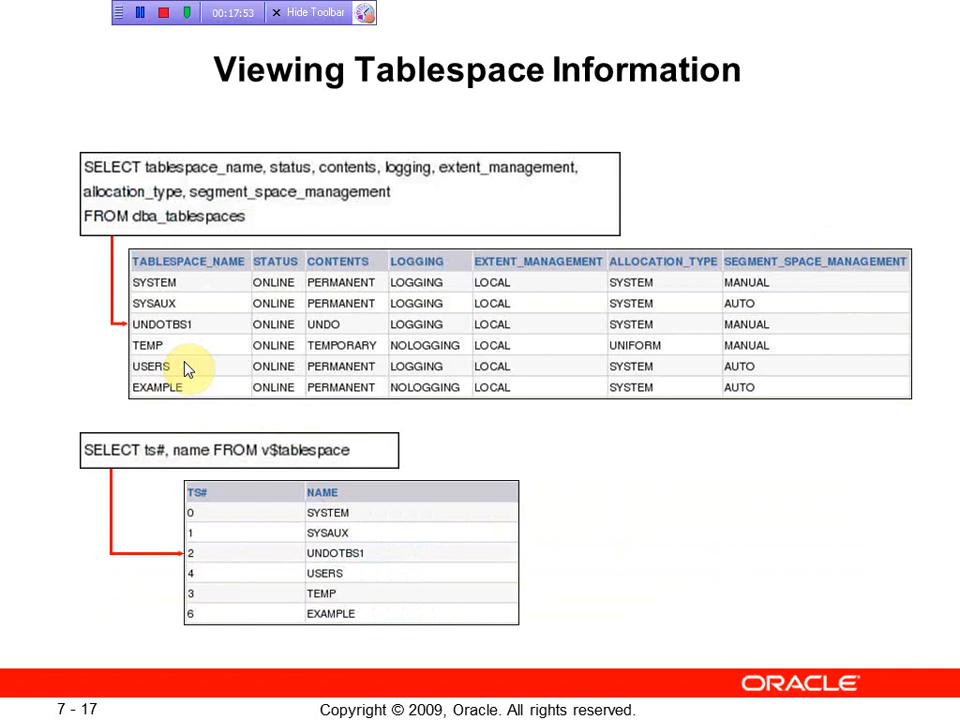 00:17:53 Hide Toolbar
Viewing Tablespace Information
SELECT tablespace_name, status, contents, logging, extent_management,
allocation_type, segment_space_management
FROM dba_tablespaces
TABLESPACE_NAME STATUS CONTENTS LOGGING EXTENT_MANAGEMENT ALLOCATION_TYPE SEGMENT_SPACE_MANAGEMENT
SYSTEM ONLINE PERMANENT LOGGING LOCAL SYSTEM MANUAL
SYSAUX ONLINE PERMANENT LOGGING LOCAL SYSTEM AUTO
UNDOTBS1 ONLINE UNDO LOGGING LOCAL SYSTEM MANUAL
TEMP ONLINE TEMPORARY NOLOGGING LOCAL UNIFORM MANUAL
USERS ONLINE PERMANENT LOGGING LOCAL SYSTEM AUTO
EXAMPLE ONLINE PERMANENT NOLOGGING LOCAL SYSTEM AUTO
SELECT ts#, name FROM v$tablespace
TS# NAME
0 SYSTEM
1 SYSAUX
2 UNDOTBS1
4 USERS
3 TEMP
6 EXAMPLE
ORACLE
7 - 17
Copyright © 2009, Oracle. All rights reserved.